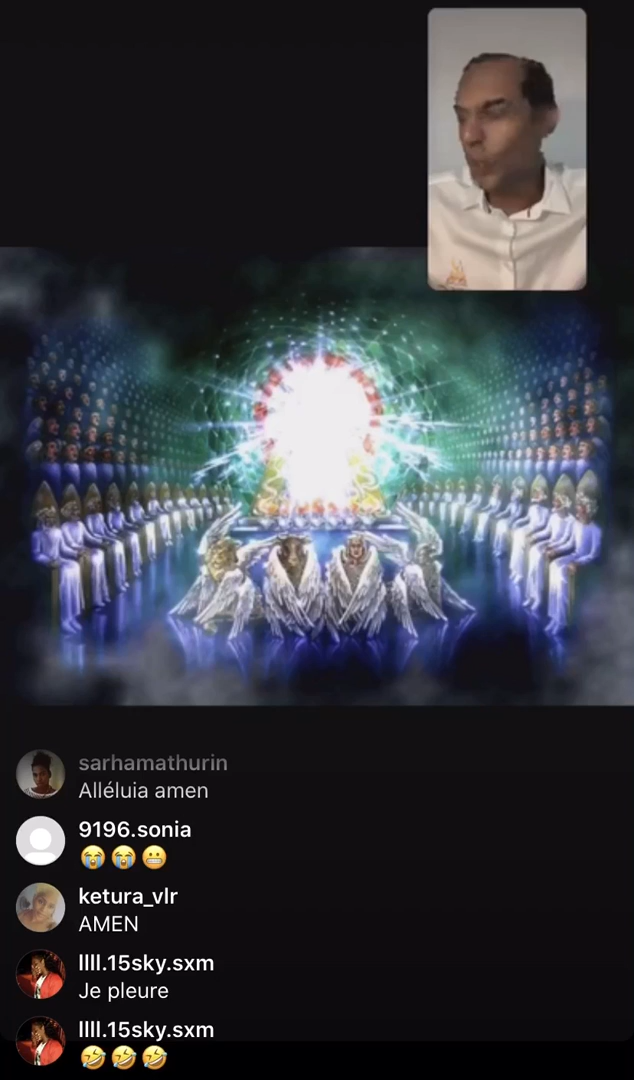 sarhamathurin
Alléluia amen
9196.sonia
😭😭😬
ketura_vlr
AMEN
llll.15sky.sxm
Je pleure
llll.15sky.sxm
🤣🤣🤣